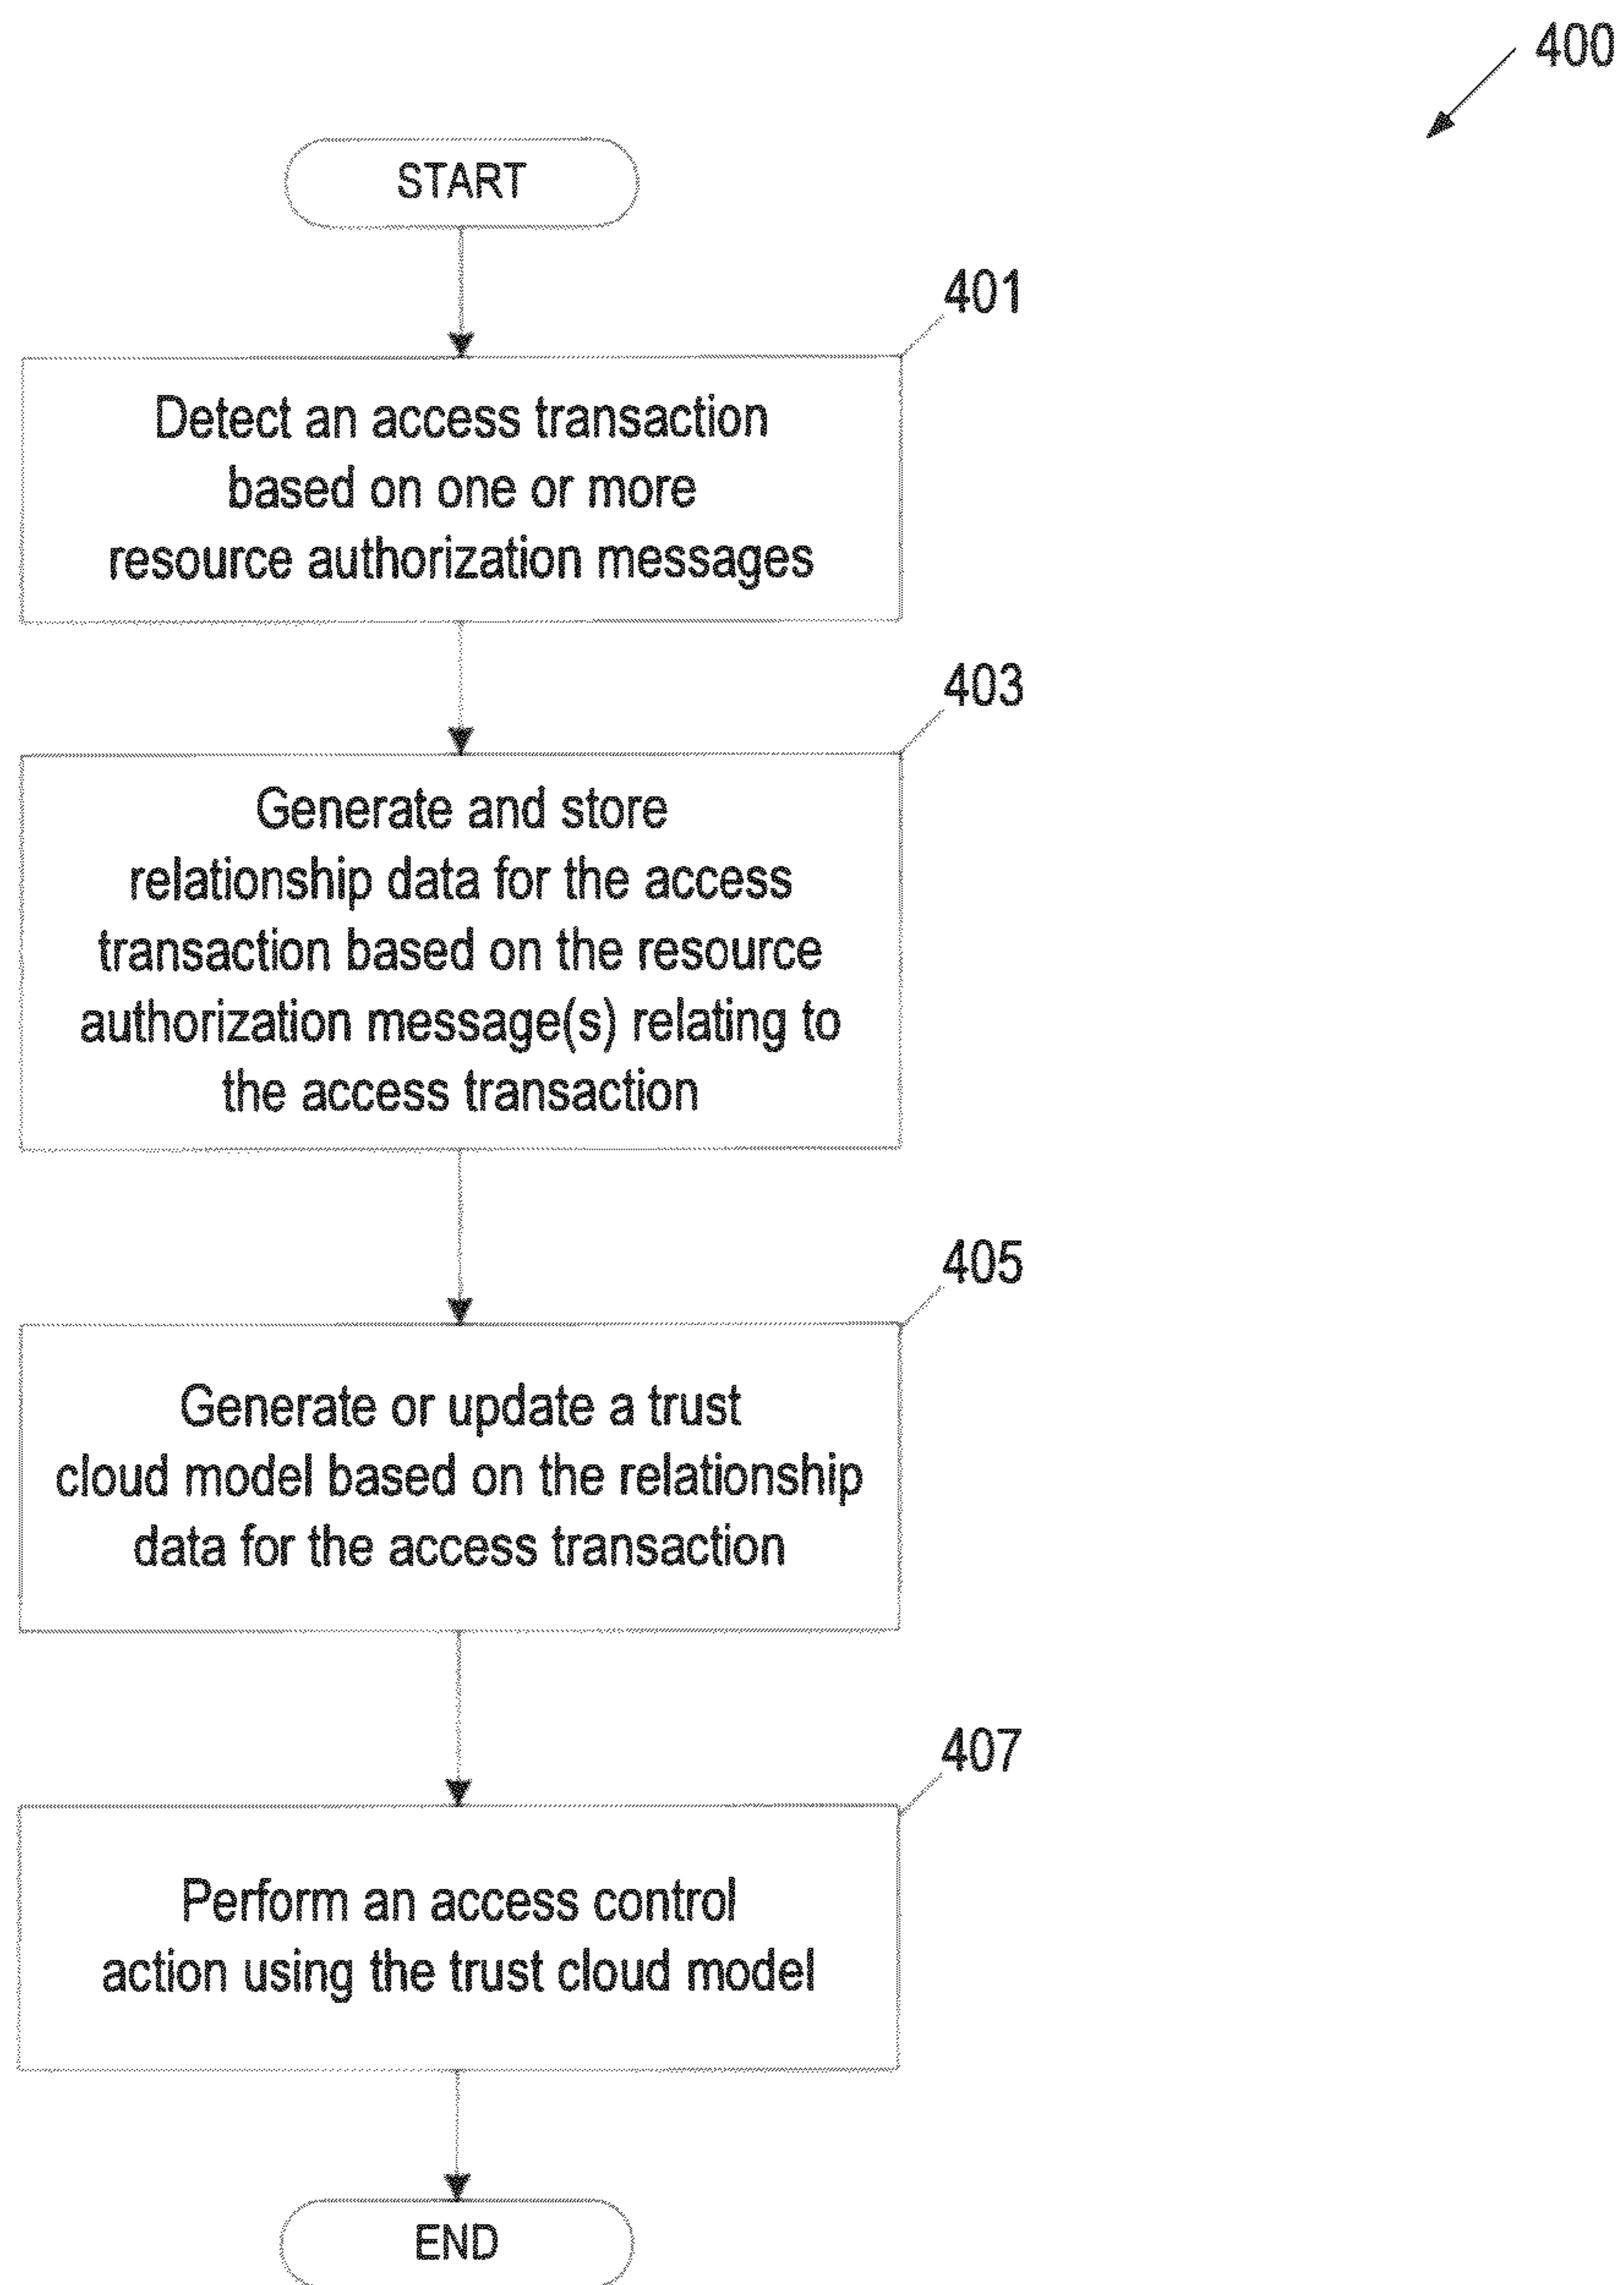 400
START
401
Detect an access transaction
based on one or more
resource authorization messages
403
Generate and store
relationship data for the access
transaction based on the resource
authorization message(s) relating to
the access transaction
405
Generate or update a trust
cloud model based on the relationship
data for the access transaction
407
Perform an access control
action using the trust cloud model
END